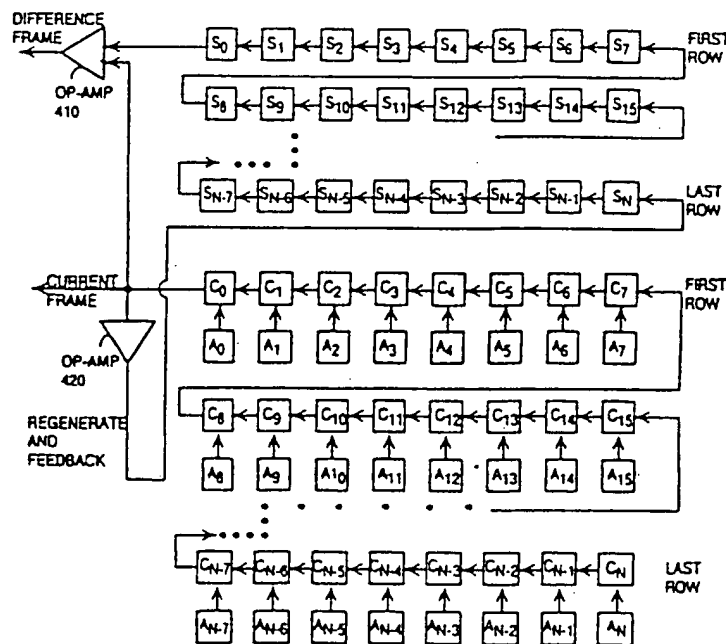 DIFFERENCE
FRAME
OP-AMP
410
S0 S1 S2 S3 S4 S5 S6 S7
FIRST
ROW
S8 S9 S10 S11 S12 S13 S14 S15
SN-7 SN-6 SN-5 SN-4 SN-3 SN-2 SN-1 SN
LAST
ROW
CURRENT
FRAME
C0 C1 C2 C3 C4 C5 C6 C7
FIRST
ROW
A0 A1 A2 A3 A4 A5 A6 A7
OP-AMP
420
REGENERATE
AND
FEEDBACK
C8 C9 C10 C11 C12 C13 C14 C15
A8 A9 A10 A11 A12 A13 A14 A15
CN-7 CN-6 CN-5 CN-4 CN-3 CN-2 CN-1 CN
LAST
ROW
AN-7 AN-6 AN-5 AN-4 AN-3 AN-2 AN-1 AN